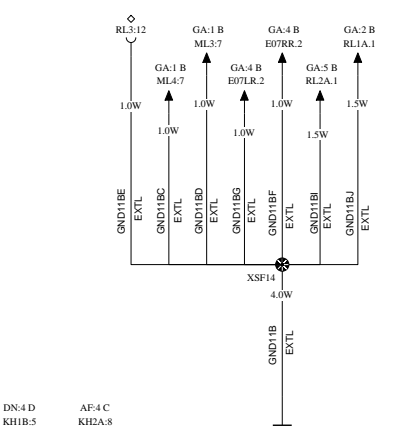 RL3:12
GA:1 B
ML3:7
GA:4 B
E07RR.2
GA:2 B
RL1A.1
GA:1 B
ML4:7
GA:4 B
E07LR.2
GA:5 B
RL2A.1
1.0W
1.0W
1.0W
1.5W
1.0W
1.0W
1.5W
GND11BE
EXTL
GND11BC
EXTL
GND11BD
EXTL
GND11BG
EXTL
GND11BF
EXTL
GND11BI
EXTL
GND11BJ
EXTL
XSF14
4.0W
GND11B
EXTL
DN:4 D
AF:4 C
KH1B:5
KH2A:8